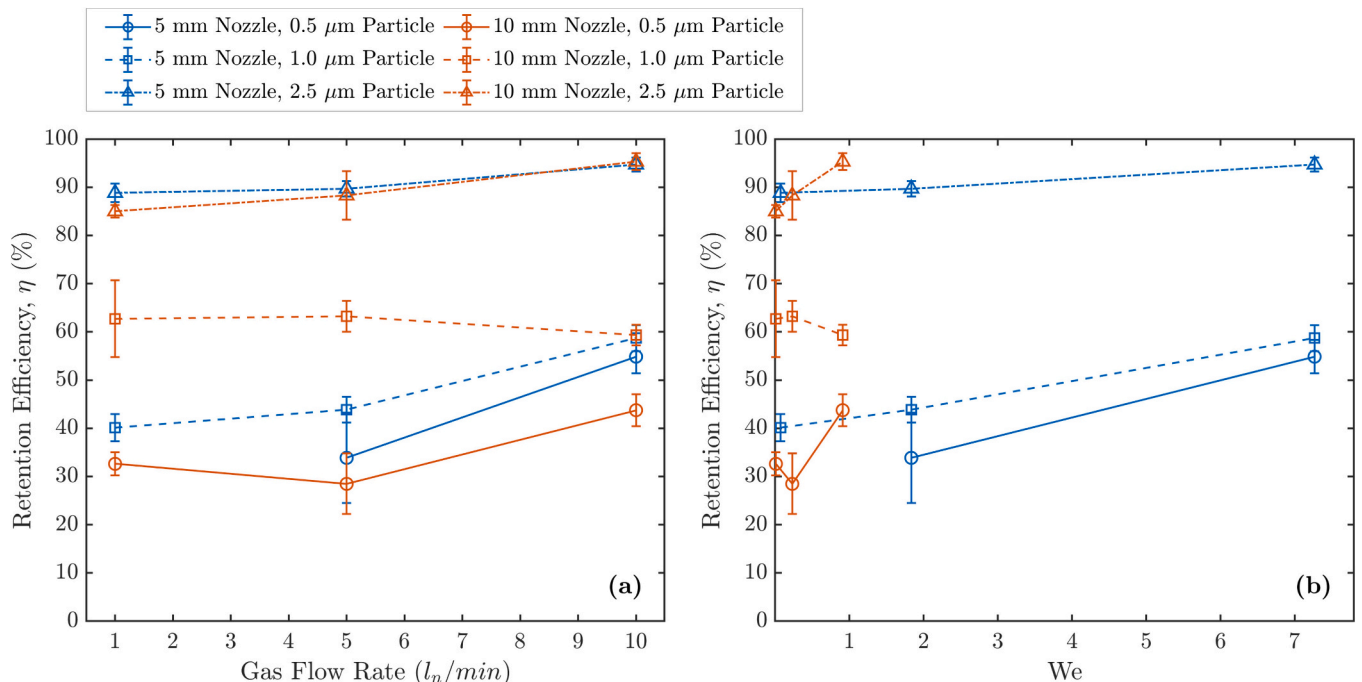 5 mm Nozzle, 0.5 μm Particle 10 mm Nozzle, 0.5 μm Particle
5 mm Nozzle, 1.0 μm Particle 10 mm Nozzle, 1.0 μm Particle
5 mm Nozzle, 2.5 μm Particle 10 mm Nozzle, 2.5 μm Particle
Retention Efficiency, η (%)
100
90
80
70
60
50
40
30
20
10
0
(a)
1 2 3 4 5 6 7 8 9 10
Gas Flow Rate (lₙ/min)
Retention Efficiency, η (%)
100
90
80
70
60
50
40
30
20
10
0
(b)
1 2 3 4 5 6 7
We